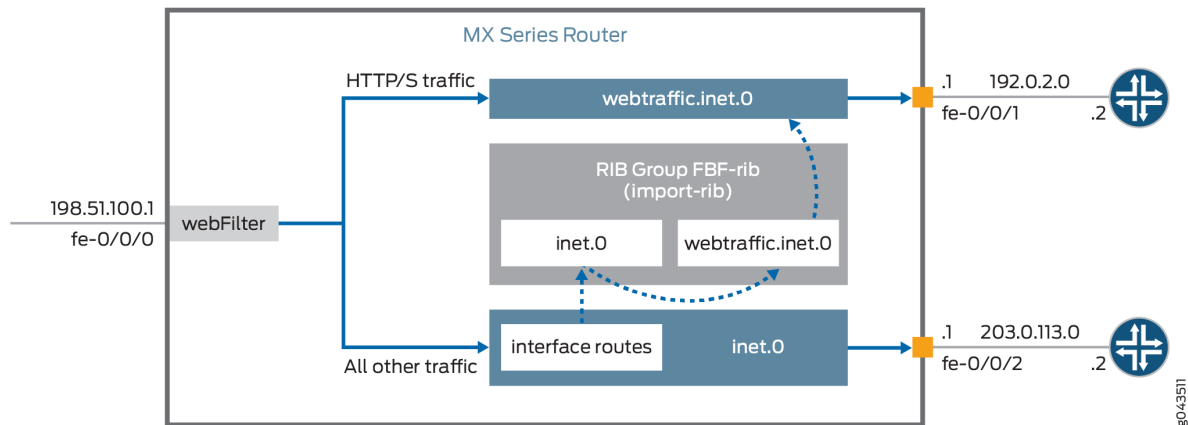 MX Series Router
HTTP/S traffic
webtraffic.inet.0
.1 192.0.2.0
fe-0/0/1 .2
RIB Group FBF-rib
(import-rib)
198.51.100.1
webFilter
fe-0/0/0
inet.0
webtraffic.inet.0
interface routes
inet.0
All other traffic
.1 203.0.113.0
fe-0/0/2 .2
g043511